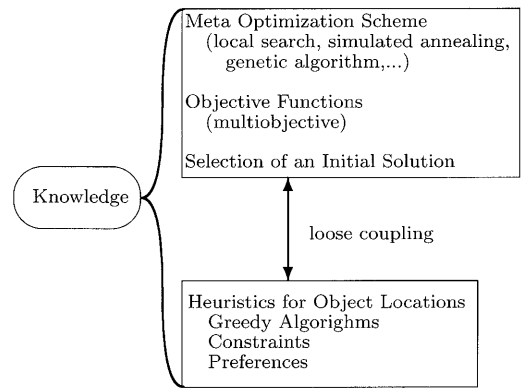 Meta Optimization Scheme
(local search, simulated annealing,
genetic algorithm,...)
Objective Functions
(multiobjective)
Selection of an Initial Solution
Knowledge
loose coupling
Heuristics for Object Locations
Greedy Algorighms
Constraints
Preferences